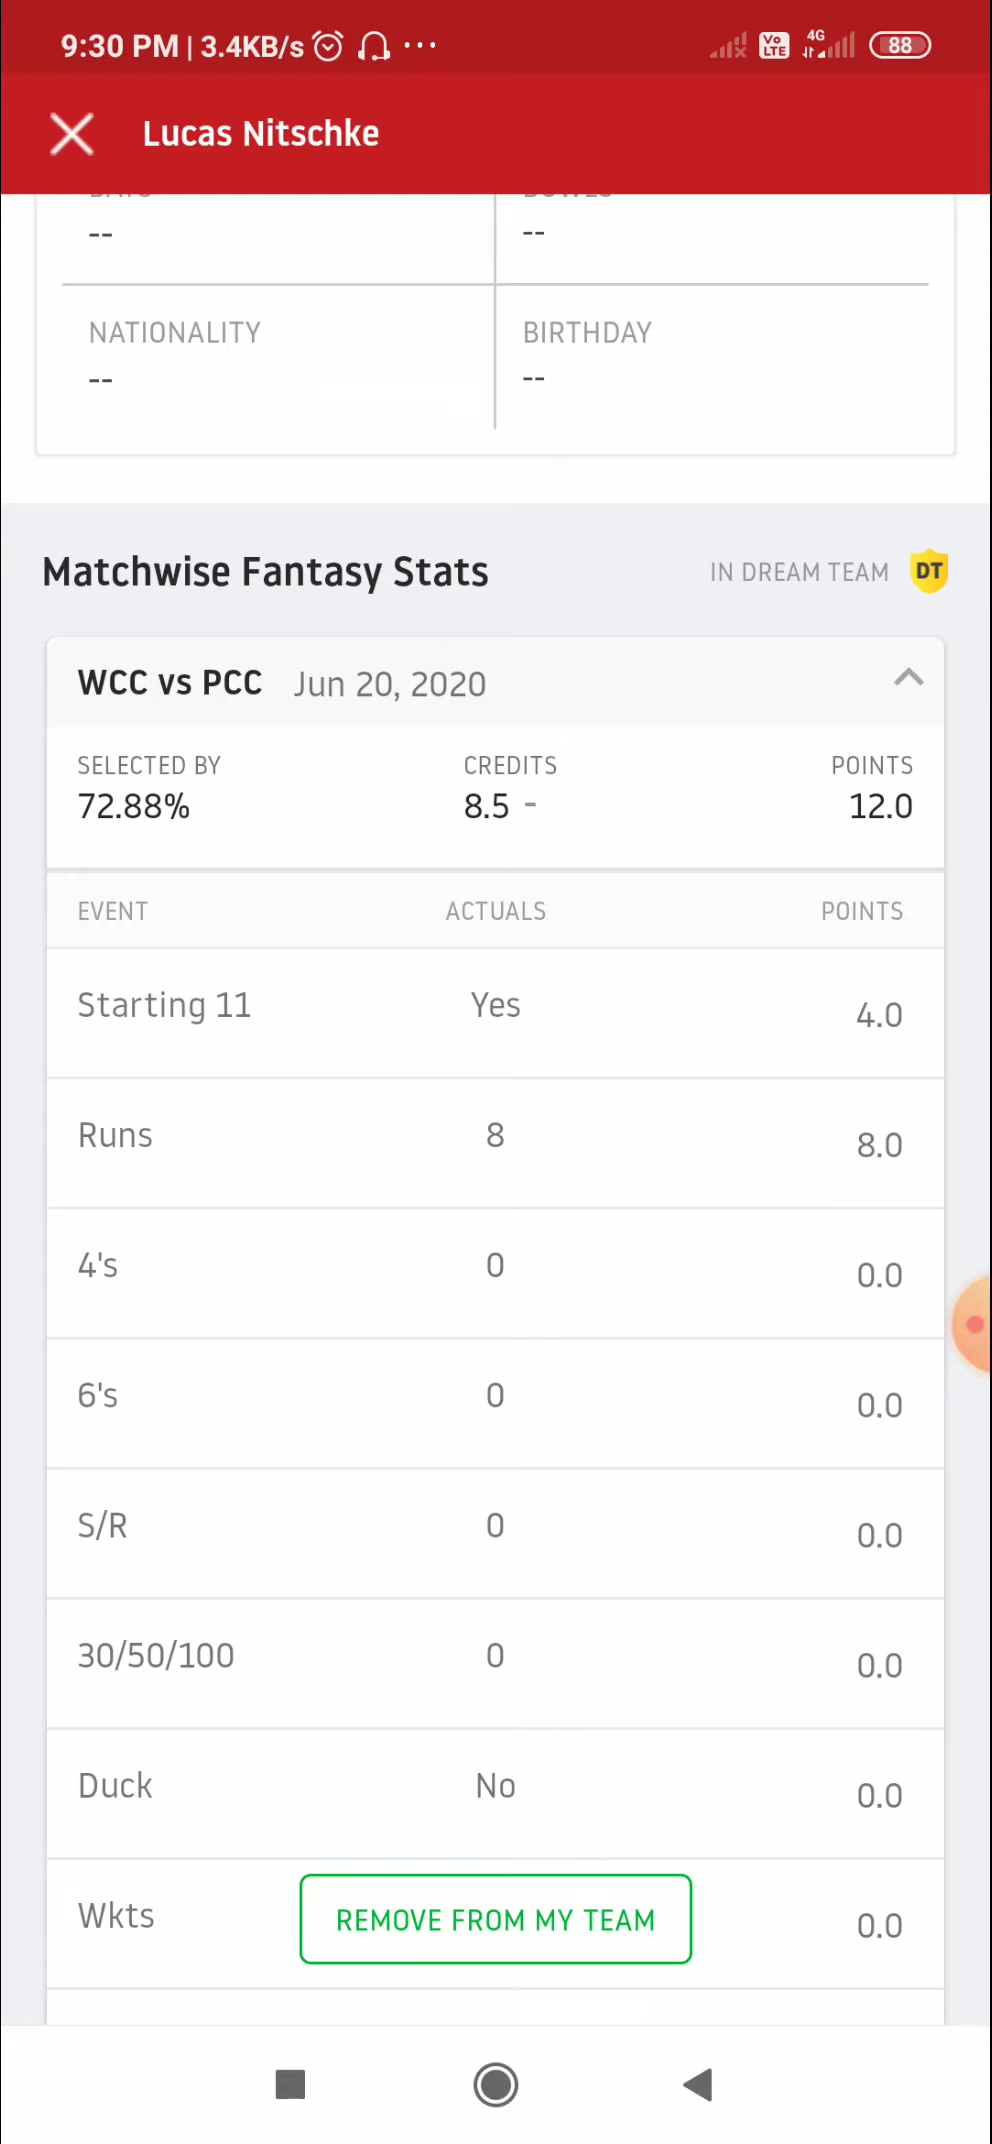 9:30 PM | 3.4KB/s ... Vo LTE 4G 88
Lucas Nitschke
-- --
NATIONALITY BIRTHDAY
-- --
Matchwise Fantasy Stats IN DREAM TEAM DT
WCC vs PCC Jun 20, 2020
SELECTED BY CREDITS POINTS
72.88% 8.5 - 12.0
EVENT ACTUALS POINTS
Starting 11 Yes 4.0
Runs 8 8.0
4's 0 0.0
6's 0 0.0
S/R 0 0.0
30/50/100 0 0.0
Duck No 0.0
Wkts REMOVE FROM MY TEAM 0.0